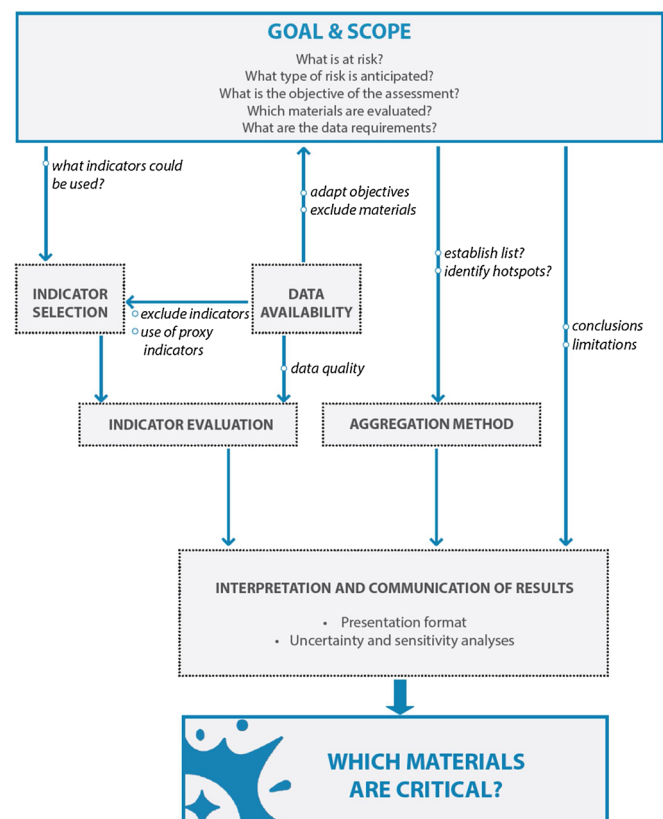 GOAL & SCOPE
What is at risk?
What type of risk is anticipated?
What is the objective of the assessment?
Which materials are evaluated?
What are the data requirements?
what indicators could
be used?
adapt objectives
exclude materials
establish list?
identify hotspots?
conclusions
limitations
INDICATOR
SELECTION
DATA
AVAILABILITY
exclude indicators
use of proxy
indicators
data quality
INDICATOR EVALUATION
AGGREGATION METHOD
INTERPRETATION AND COMMUNICATION OF RESULTS
• Presentation format
• Uncertainty and sensitivity analyses
WHICH MATERIALS
ARE CRITICAL?